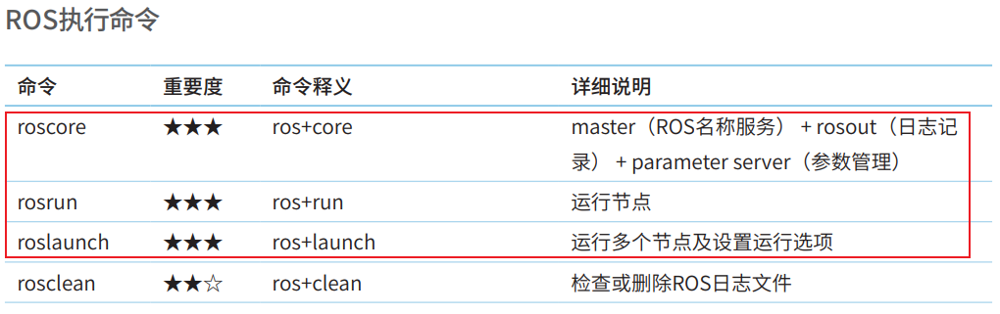 ROS执行命令
命令 重要度 命令释义 详细说明
roscore ★★★ ros+core master（ROS名称服务） + rosout（日志记
录） + parameter server（参数管理）
rosrun ★★★ ros+run 运行节点
roslaunch ★★★ ros+launch 运行多个节点及设置运行选项
rosclean ★★☆ ros+clean 检查或删除ROS日志文件